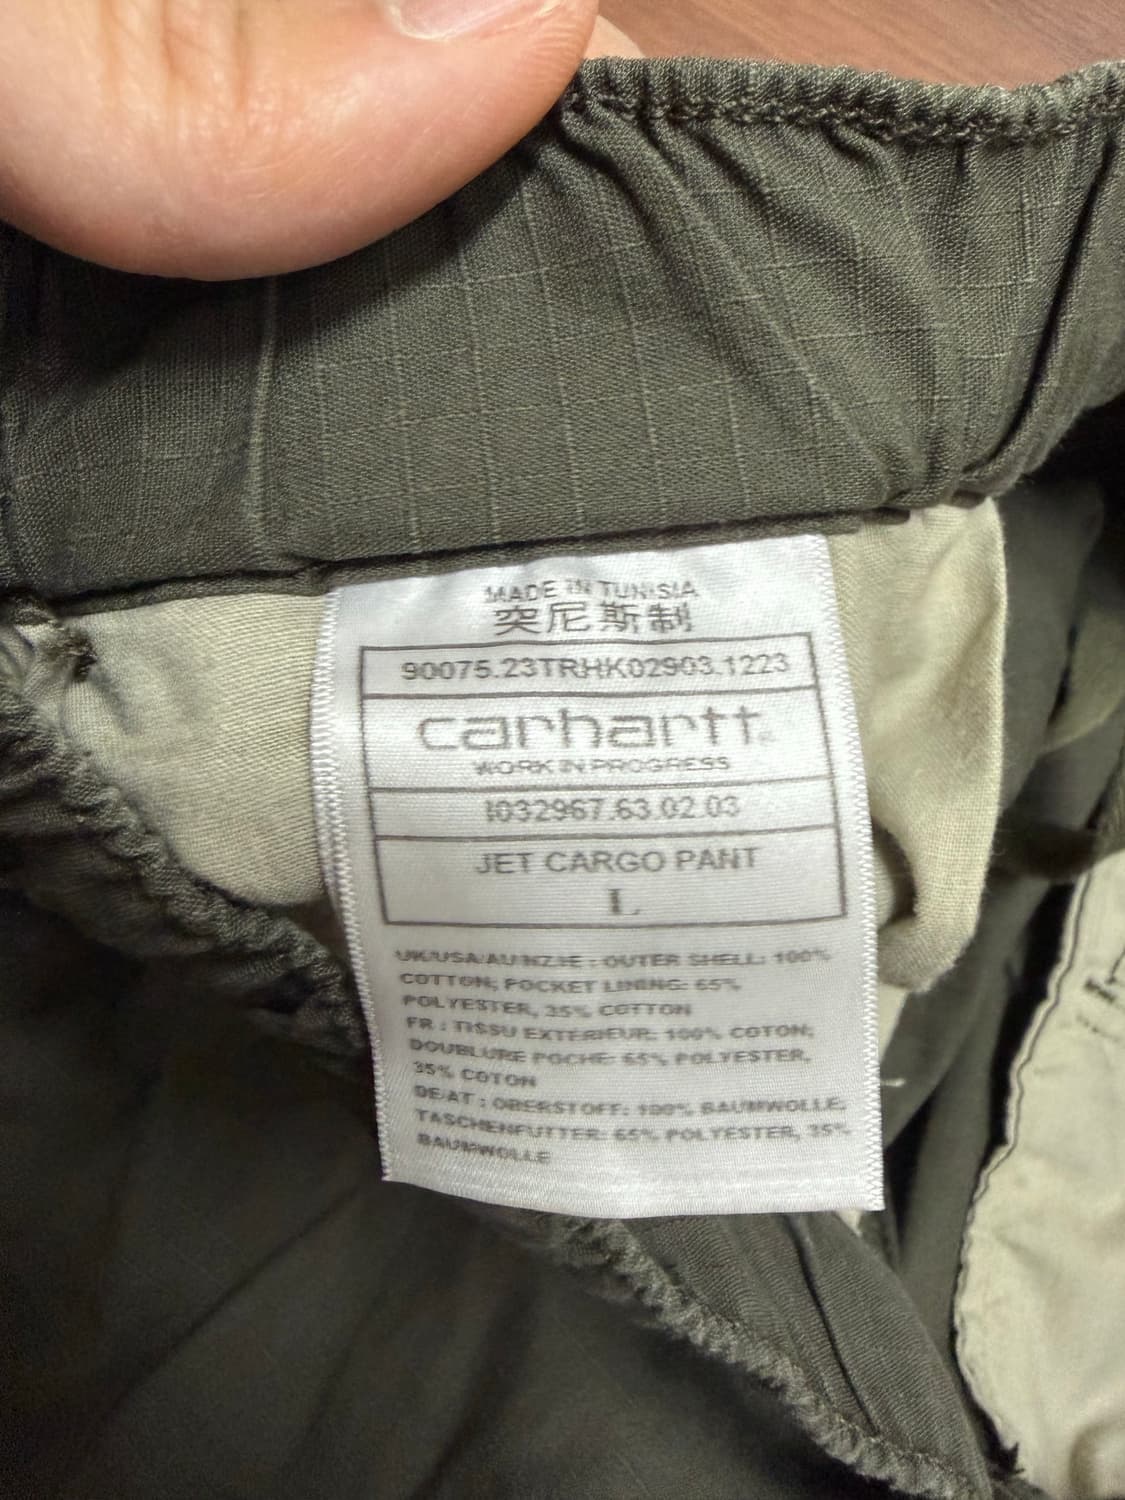 MADE IN TUNISIA
突尼斯制
90075.23TRHK02903.1223
carhartt
WORK IN PROGRESS
I032967.63.02.03
JET CARGO PANT
L
UK/USA/AU/NZ/IE : OUTER SHELL: 100%
COTTON; POCKET LINING: 65%
POLYESTER, 35% COTTON
FR : TISSU EXTÉRIEUR: 100% COTON;
DOUBLURE POCHE: 65% POLYESTER,
35% COTON
DE/AT : OBERSTOFF: 100% BAUMWOLLE;
TASCHENFUTTER: 65% POLYESTER, 35%
BAUMWOLLE